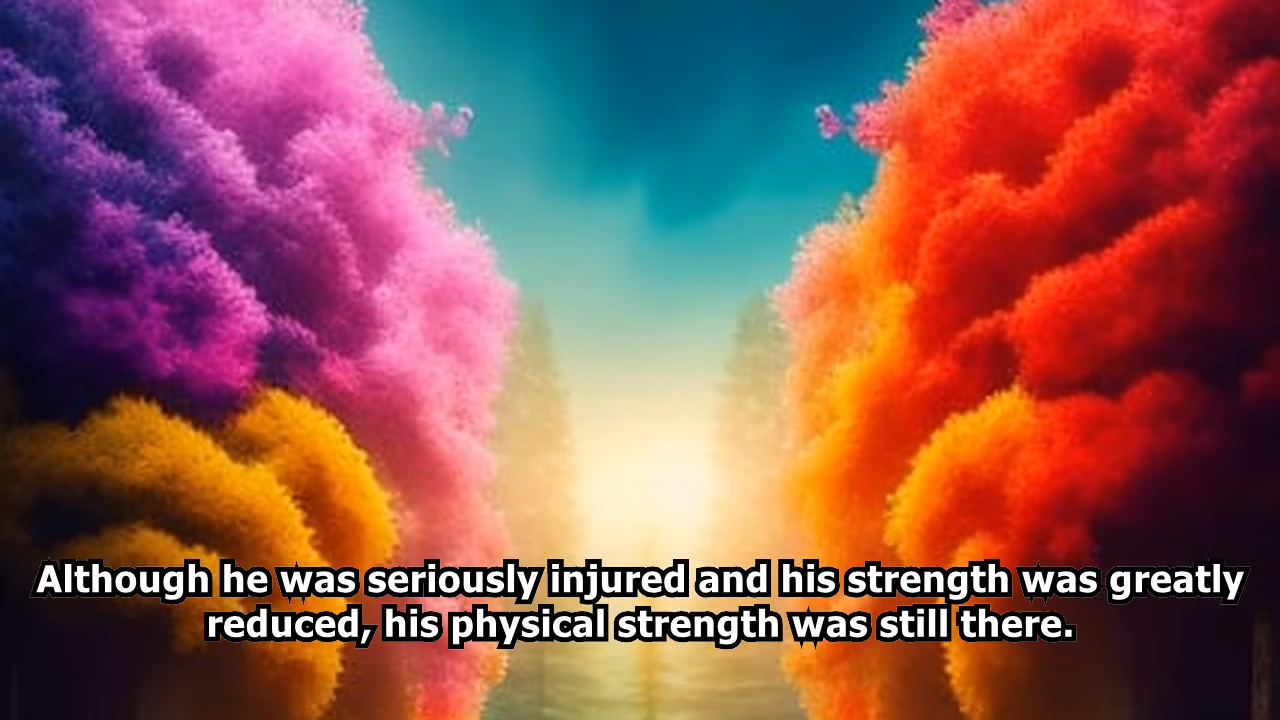 Although he was seriously injured and his strength was greatly
reduced, his physical strength was still there.